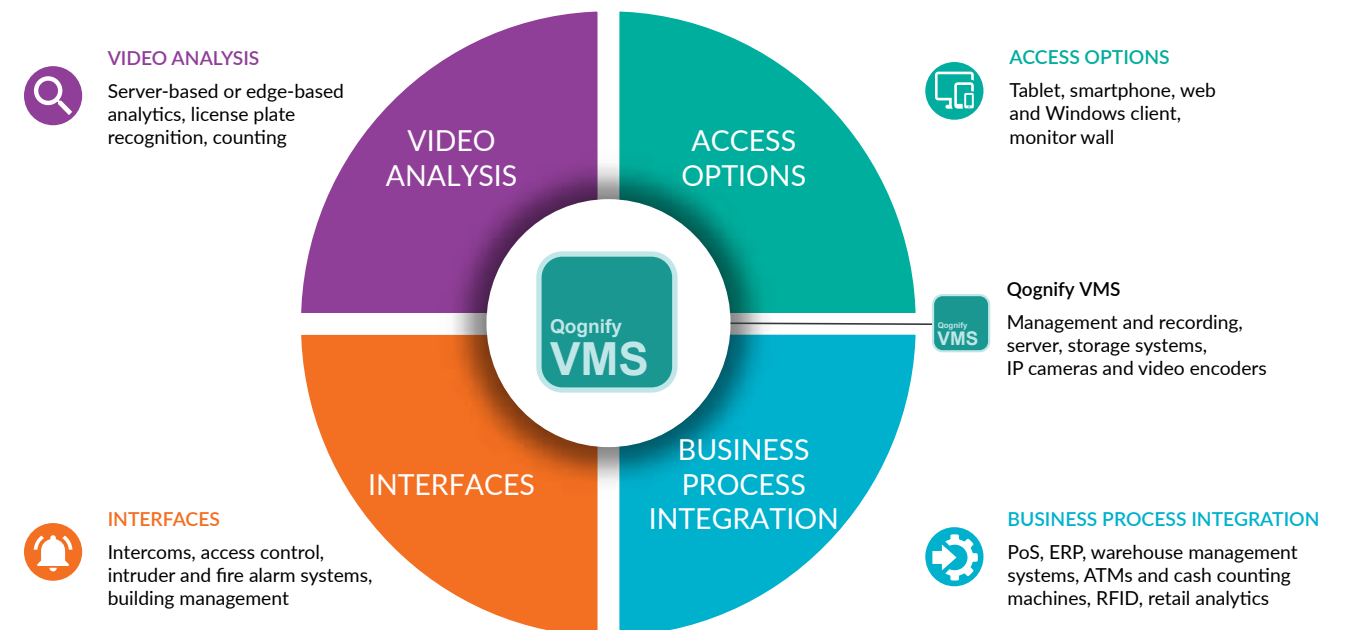 VIDEO ANALYSIS
Server-based or edge-based
analytics, license plate
recognition, counting
VIDEO
ANALYSIS
ACCESS
OPTIONS
ACCESS OPTIONS
Tablet, smartphone, web
and Windows client,
monitor wall
Qognify
VMS
Qognify
VMS
Qognify VMS
Management and recording,
server, storage systems,
IP cameras and video encoders
INTERFACES
BUSINESS
PROCESS
INTEGRATION
INTERFACES
Intercoms, access control,
intruder and fire alarm systems,
building management
BUSINESS PROCESS INTEGRATION
PoS, ERP, warehouse management
systems, ATMs and cash counting
machines, RFID, retail analytics